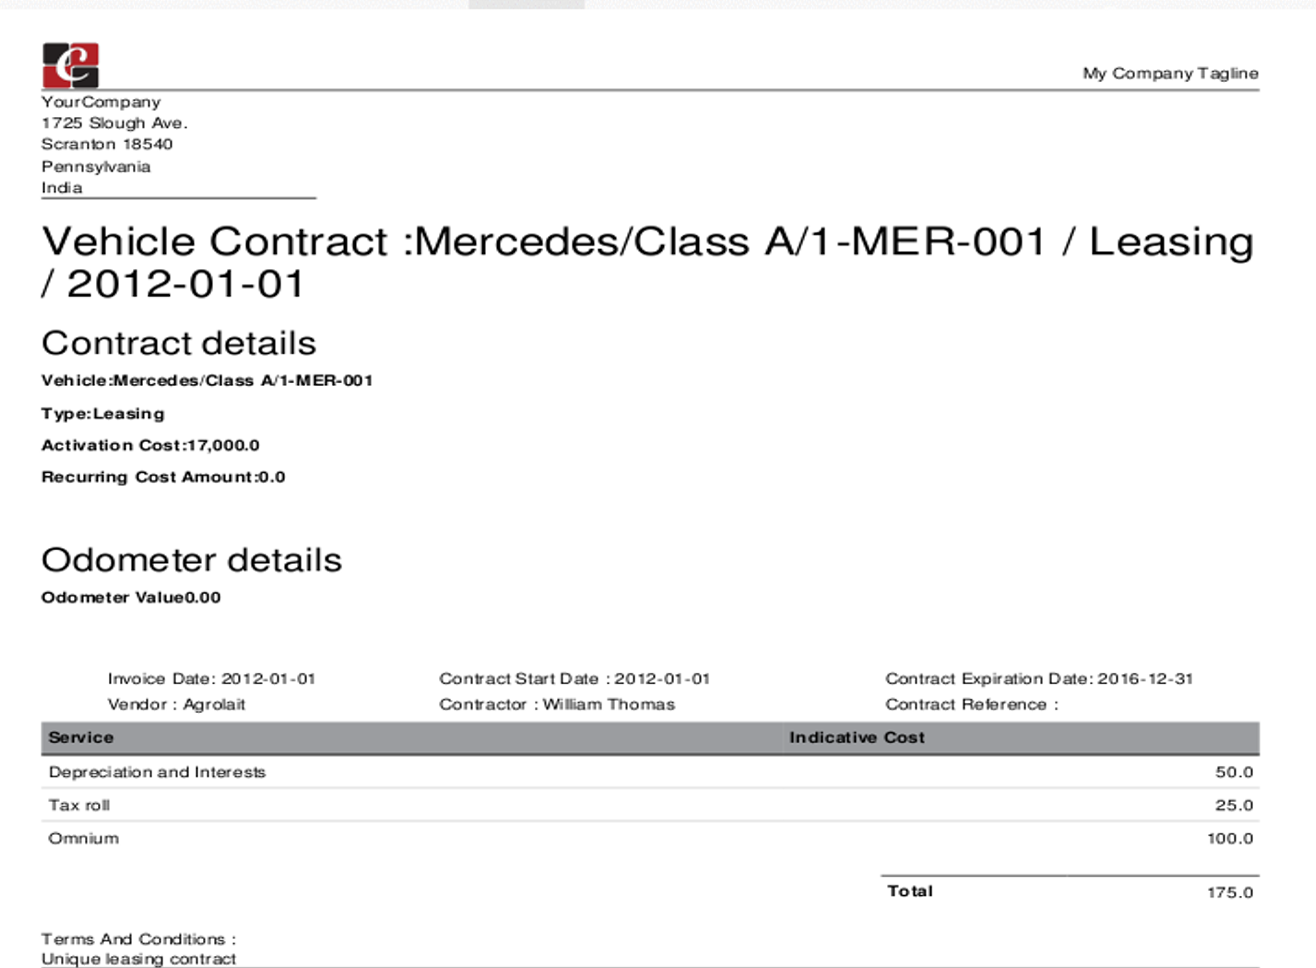 C
My Company Tagline
YourCompany
1725 Slough Ave.
Scranton 18540
Pennsylvania
India
Vehicle Contract :Mercedes/Class A/1-MER-001 / Leasing
/ 2012-01-01
Contract details
Vehicle:Mercedes/Class A/1-MER-001
Type:Leasing
Activation Cost:17,000.0
Recurring Cost Amount:0.0
Odometer details
Odometer Value0.00
Invoice Date: 2012-01-01 Contract Start Date : 2012-01-01 Contract Expiration Date: 2016-12-31
Vendor : Agrolait Contractor : William Thomas Contract Reference :
Service Indicative Cost
Depreciation and Interests 50.0
Tax roll 25.0
Omnium 100.0
Total 175.0
Terms And Conditions :
Unique leasing contract